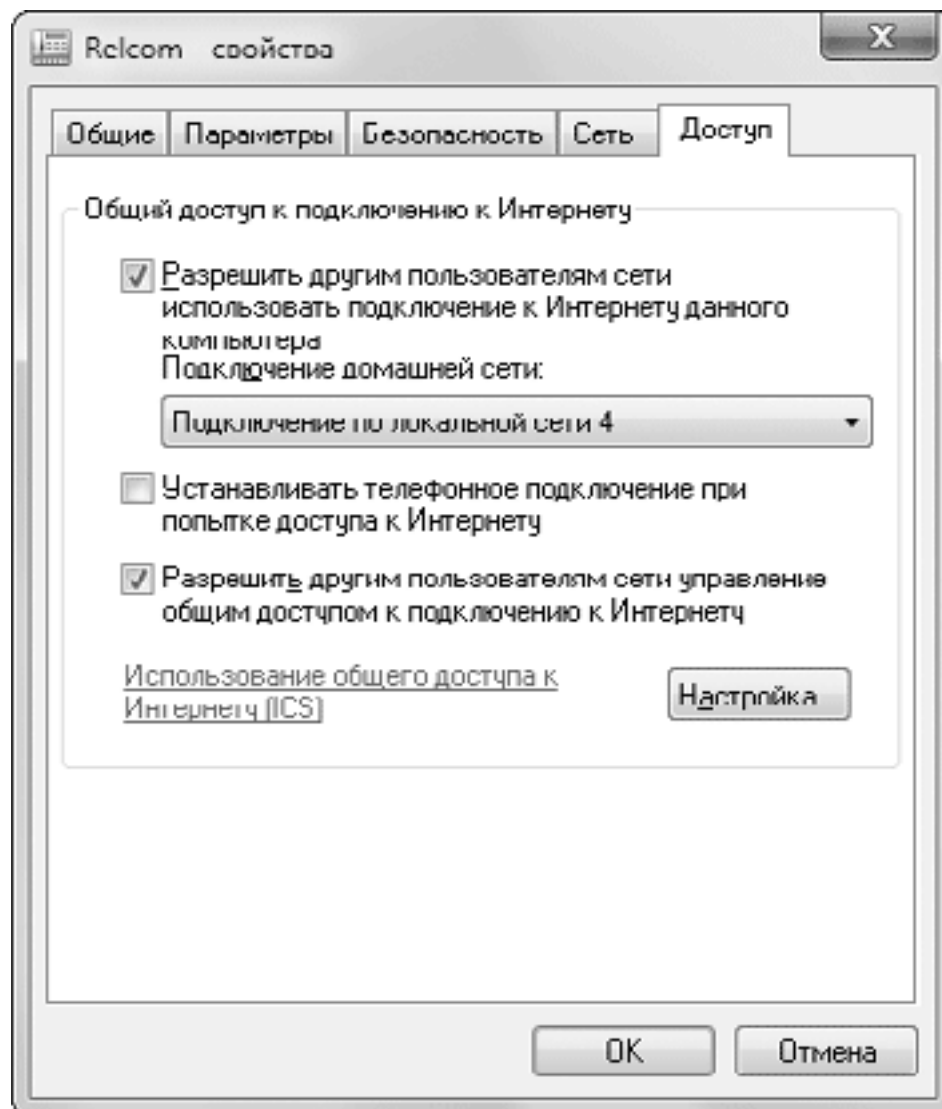 Relcom свойства
X
Общие Параметры Безопасность Сеть Доступ
Общий доступ к подключению к Интернету
Разрешить другим пользователям сети
использовать подключение к Интернету данного
компьютера
Подключение домашней сети:
Подключение по локальной сети 4
Устанавливать телефонное подключение при
попытке доступа к Интернету
Разрешить другим пользователям сети управление
общим доступом к подключению к Интернету
Использование общего доступа к
Интернету (ICS)
Настройка
OK Отмена